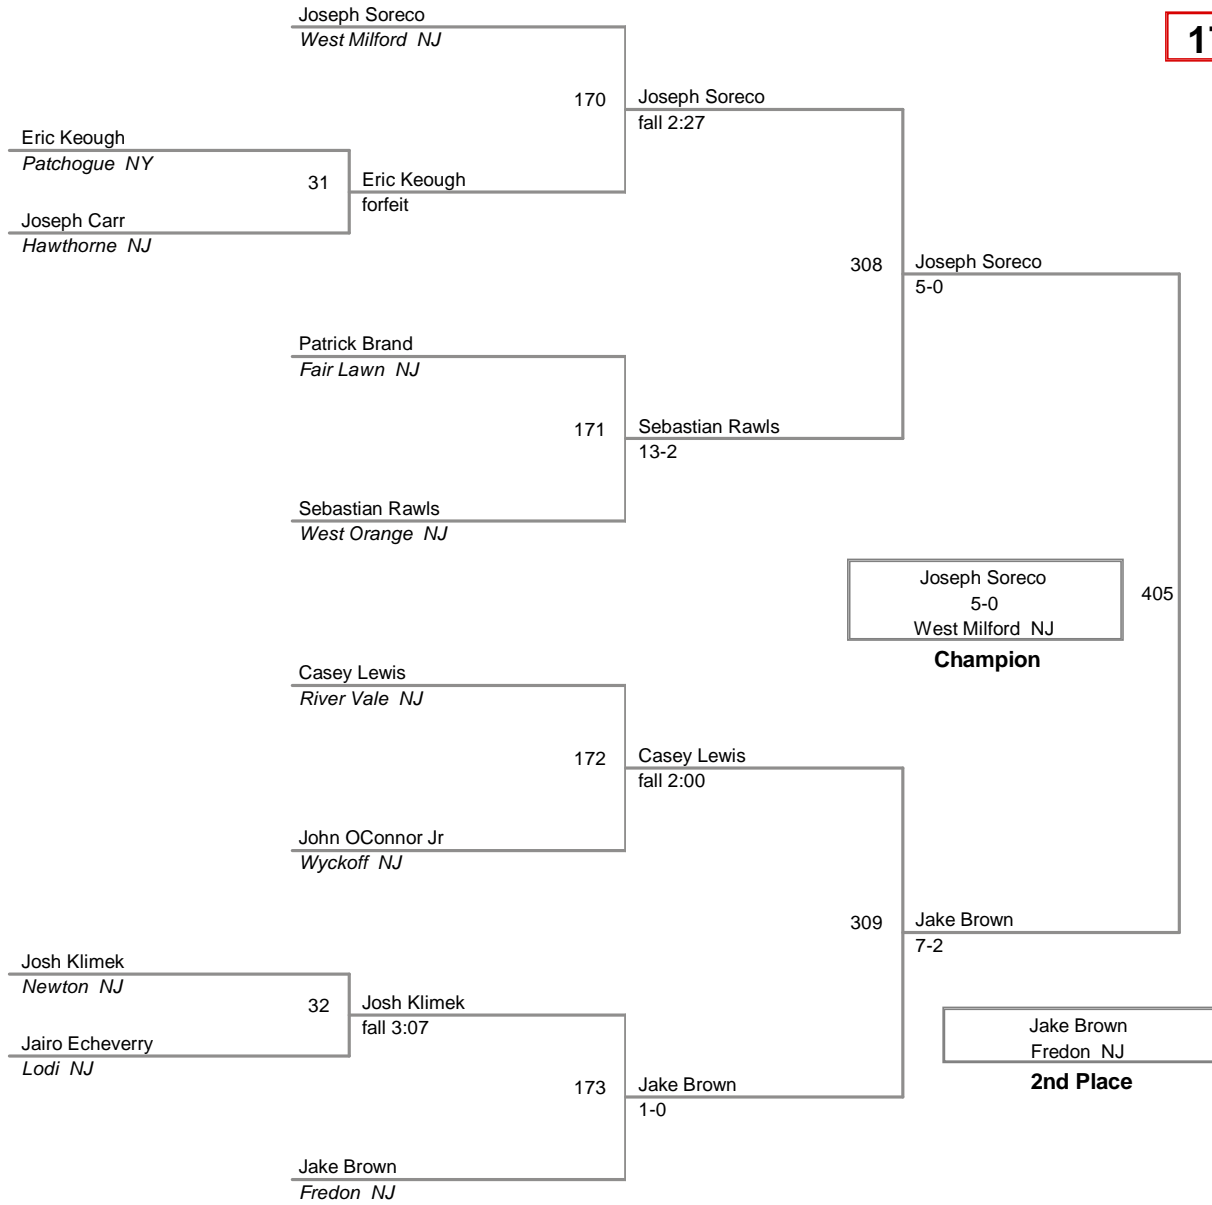 Joseph Soreco
West Milford NJ
170
Joseph Soreco
fall 2:27
Eric Keough
Patchogue NY
31
Eric Keough
forfeit
Joseph Carr
Hawthorne NJ
308
Joseph Soreco
5-0
Patrick Brand
Fair Lawn NJ
171
Sebastian Rawls
13-2
Sebastian Rawls
West Orange NJ
Joseph Soreco
5-0
West Milford NJ
Champion
405
Casey Lewis
River Vale NJ
172
Casey Lewis
fall 2:00
John OConnor Jr
Wyckoff NJ
309
Jake Brown
7-2
Josh Klimek
Newton NJ
32
Josh Klimek
fall 3:07
Jairo Echeverry
Lodi NJ
173
Jake Brown
1-0
Jake Brown
Fredon NJ
2nd Place
Jake Brown
Fredon NJ